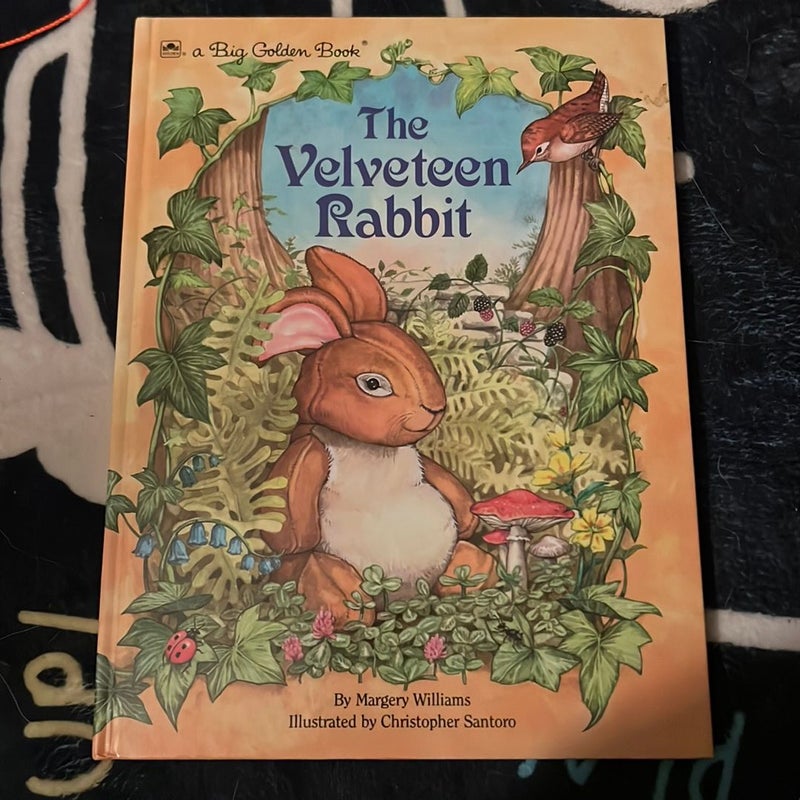 a Big Golden Book®
The
Velveteen
Rabbit
By Margery Williams
Illustrated by Christopher Santoro